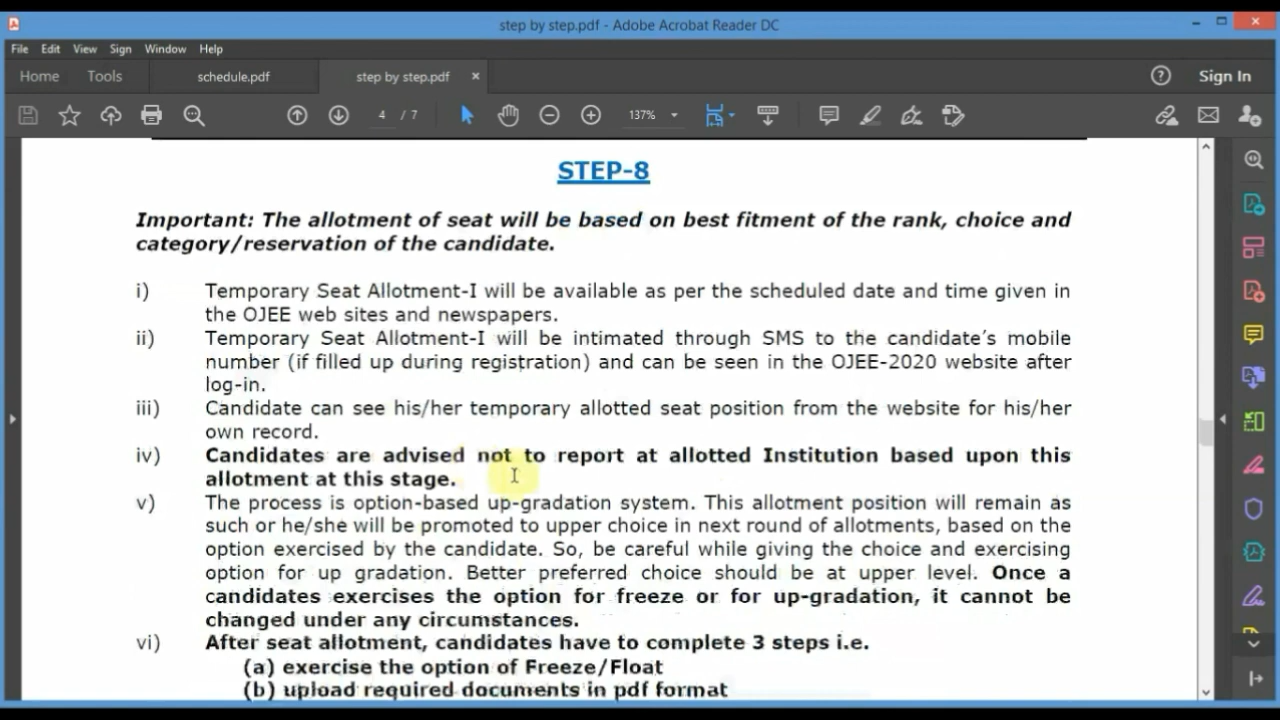 step by step.pdf - Adobe Acrobat Reader DC
File Edit View Sign Window Help
Home Tools schedule.pdf step by step.pdf × Sign In
4 / 7 137%
STEP-8
Important: The allotment of seat will be based on best fitment of the rank, choice and
category/reservation of the candidate.
i) Temporary Seat Allotment-I will be available as per the scheduled date and time given in
the OJEE web sites and newspapers.
ii) Temporary Seat Allotment-I will be intimated through SMS to the candidate's mobile
number (if filled up during registration) and can be seen in the OJEE-2020 website after
log-in.
iii) Candidate can see his/her temporary allotted seat position from the website for his/her
own record.
iv) Candidates are advised not to report at allotted Institution based upon this
allotment at this stage.
v) The process is option-based up-gradation system. This allotment position will remain as
such or he/she will be promoted to upper choice in next round of allotments, based on the
option exercised by the candidate. So, be careful while giving the choice and exercising
option for up gradation. Better preferred choice should be at upper level. Once a
candidates exercises the option for freeze or for up-gradation, it cannot be
changed under any circumstances.
vi) After seat allotment, candidates have to complete 3 steps i.e.
(a) exercise the option of Freeze/Float
(b) upload required documents in pdf format